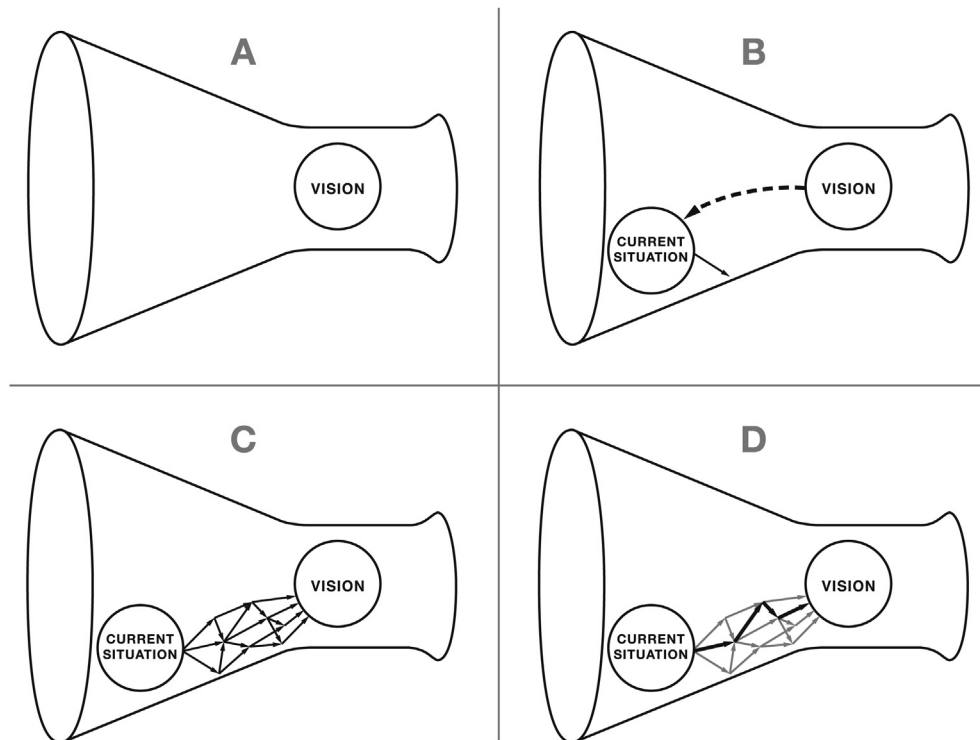 A
VISION
B
VISION
CURRENT
SITUATION
C
VISION
CURRENT
SITUATION
D
VISION
CURRENT
SITUATION